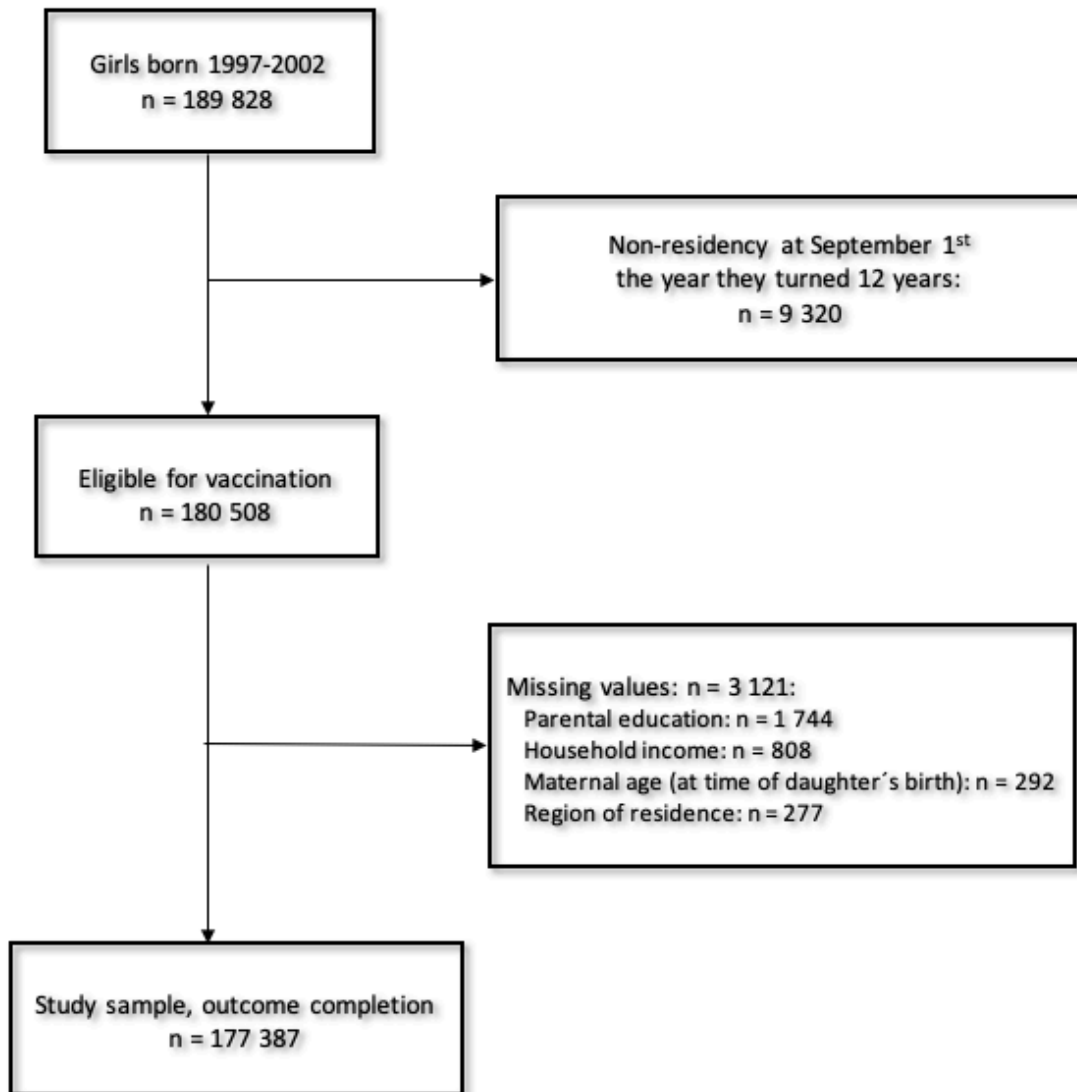 Girls born 1997-2002
n = 189 828
Non-residency at September 1st
the year they turned 12 years:
n = 9 320
Eligible for vaccination
n = 180 508
Missing values: n = 3 121:
Parental education: n = 1 744
Household income: n = 808
Maternal age (at time of daughter´s birth): n = 292
Region of residence: n = 277
Study sample, outcome completion
n = 177 387